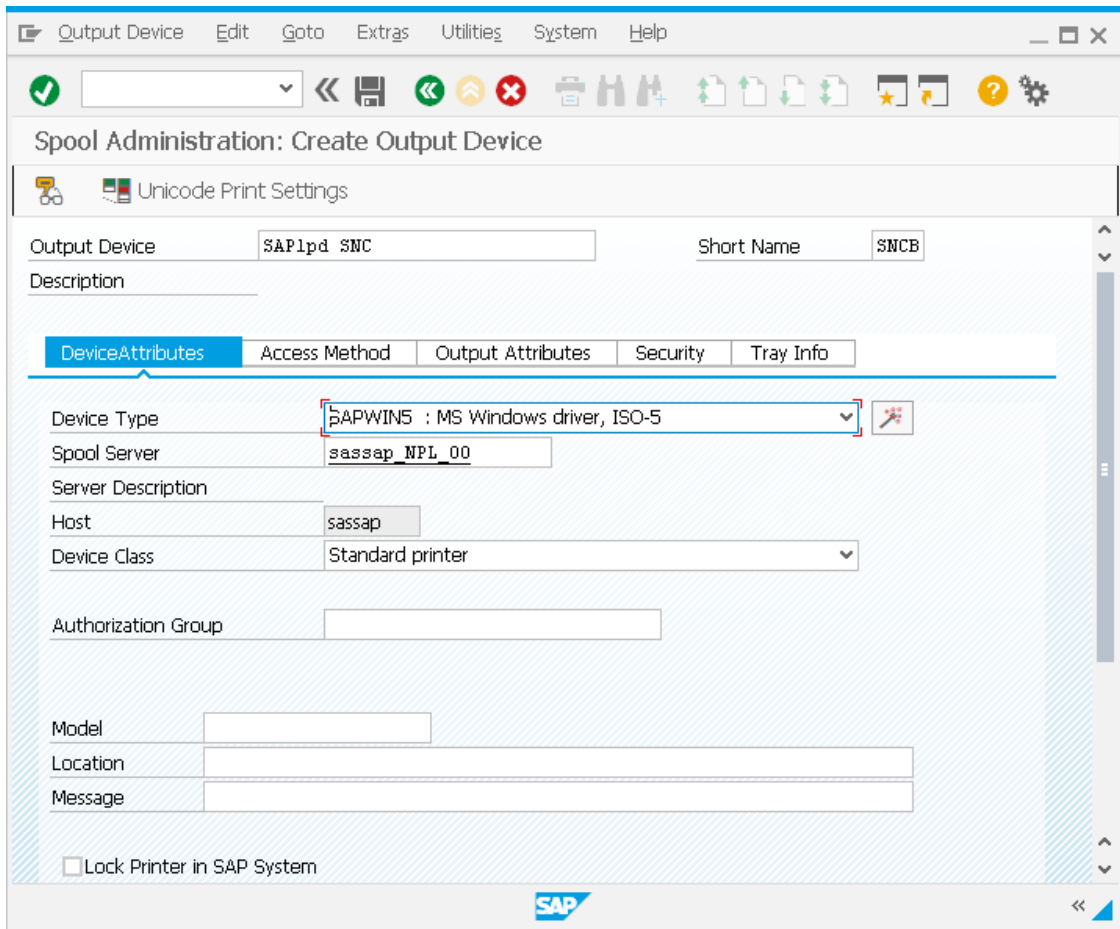 Output Device Edit Goto Extras Utilities System Help
Spool Administration: Create Output Device
Unicode Print Settings
Output Device SAPlpd SNC Short Name SNCB
Description
DeviceAttributes Access Method Output Attributes Security Tray Info
Device Type SAPWIN5 : MS Windows driver, ISO-5
Spool Server sassap_NPL_00
Server Description
Host sassap
Device Class Standard printer
Authorization Group
Model
Location
Message
Lock Printer in SAP System
SAP